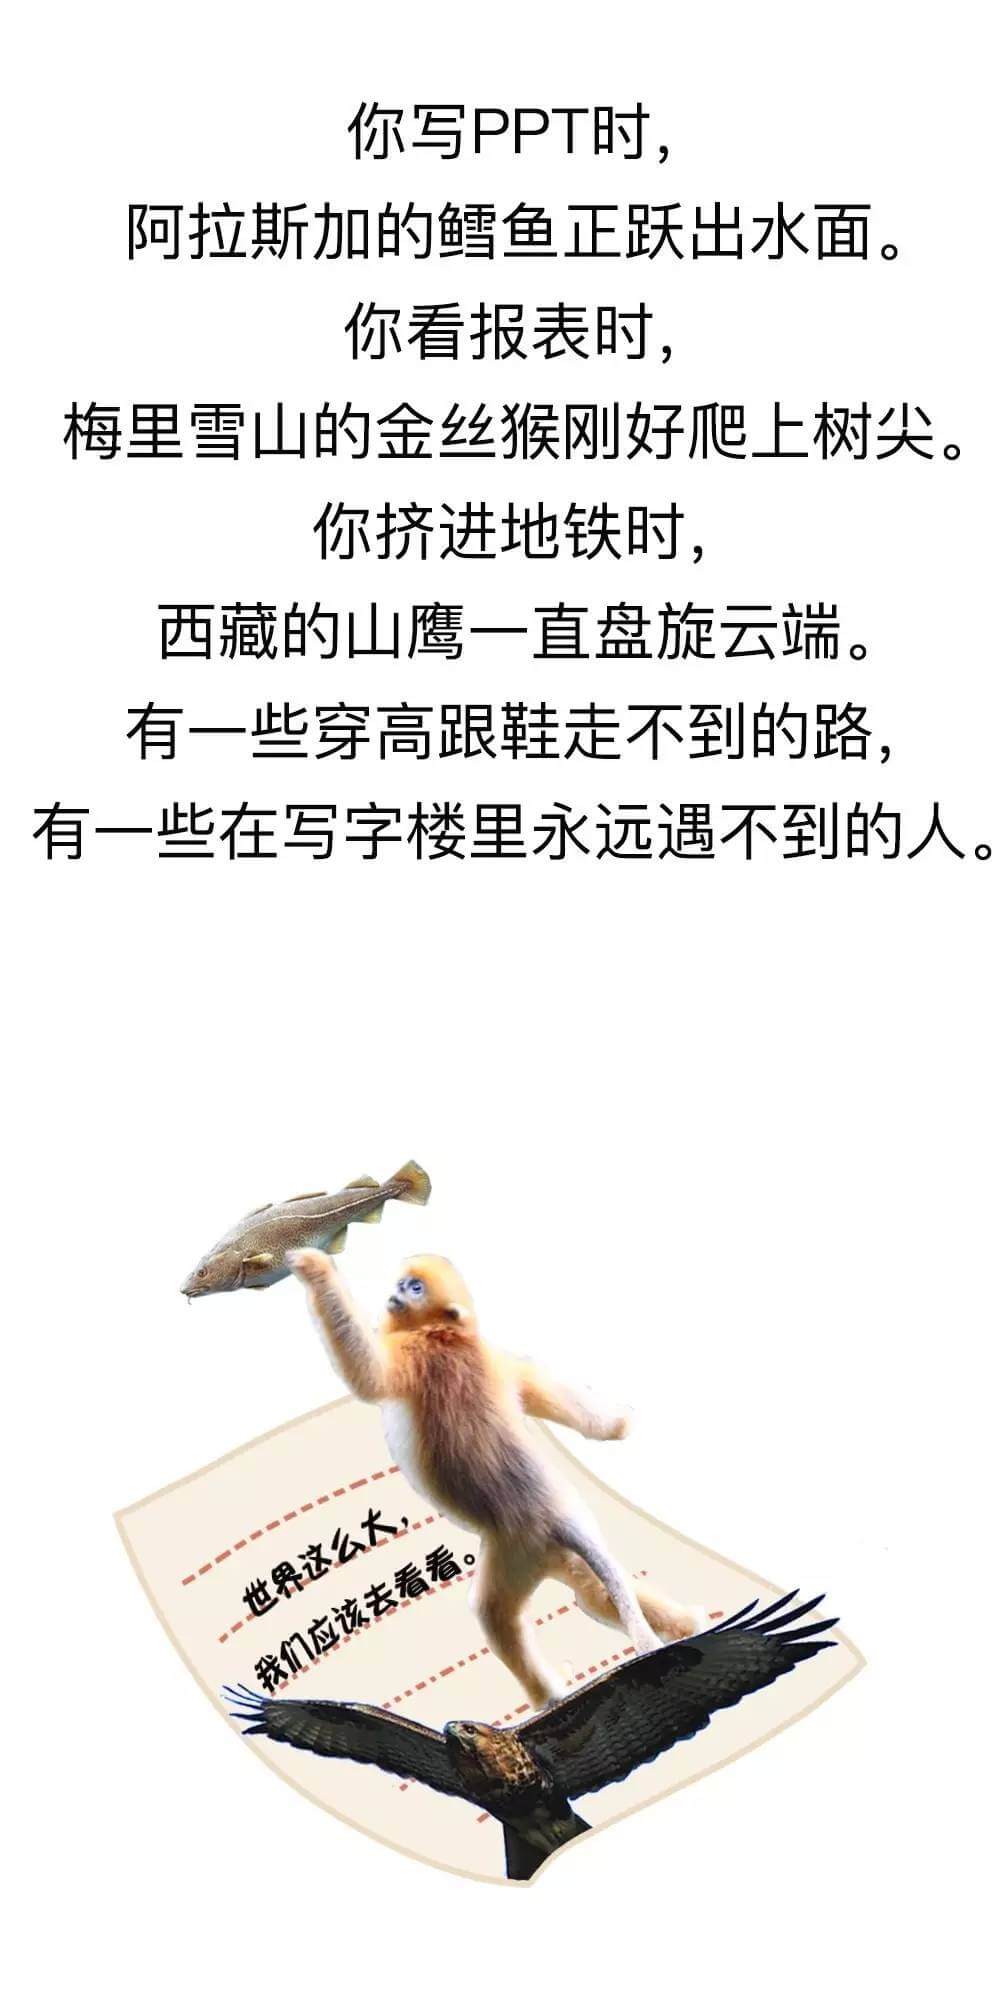 你写PPT时，
阿拉斯加的鳕鱼正跃出水面。
你看报表时，
梅里雪山的金丝猴刚好爬上树尖。
你挤进地铁时，
西藏的山鹰一直盘旋云端。
有一些穿高跟鞋走不到的路，
有一些在写字楼里永远遇不到的人。
世界这么大，
我们应该去看看。